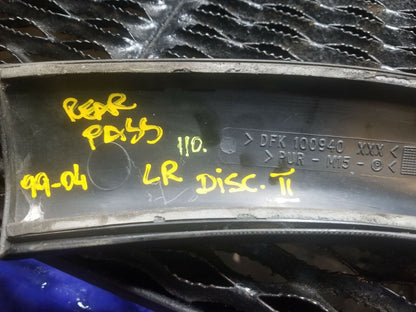 REAR
PASS
110.
> DFK 100940 XXX <
> PUR - M15 - © <
99-04
LR DISC. II